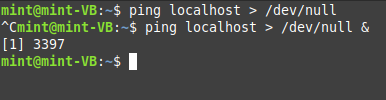 mint@mint-VB:~$ ping localhost > /dev/null
^Cmint@mint-VB:~$ ping localhost > /dev/null &
[1] 3397
mint@mint-VB:~$